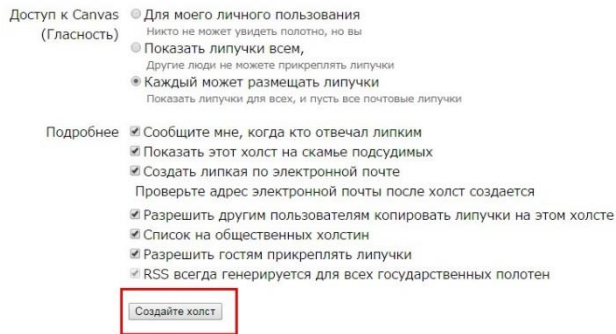 Доступ к Canvas
(Гласность)
Для моего личного пользования
Никто не может увидеть полотно, но вы
Показать липучки всем,
Другие люди не можете прикреплять липучки
Каждый может размещать липучки
Показать липучки для всех, и пусть все почтовые липучки
Подробнее
Сообщите мне, когда кто отвечал липким
Показать этот холст на скамье подсудимых
Создать липкая по электронной почте
Проверьте адрес электронной почты после холст создается
Разрешить другим пользователям копировать липучки на этом холсте
Список на общественных холстин
Разрешить гостям прикреплять липучки
RSS всегда генерируется для всех государственных полотен
Создайте холст